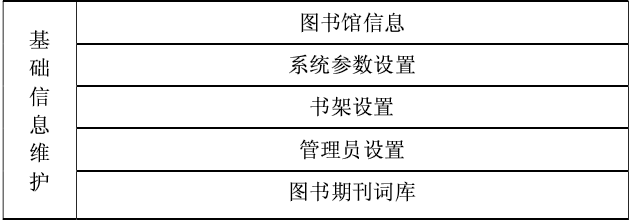 基础信息维护
图书馆信息
系统参数设置
书架设置
管理员设置
图书期刊词库